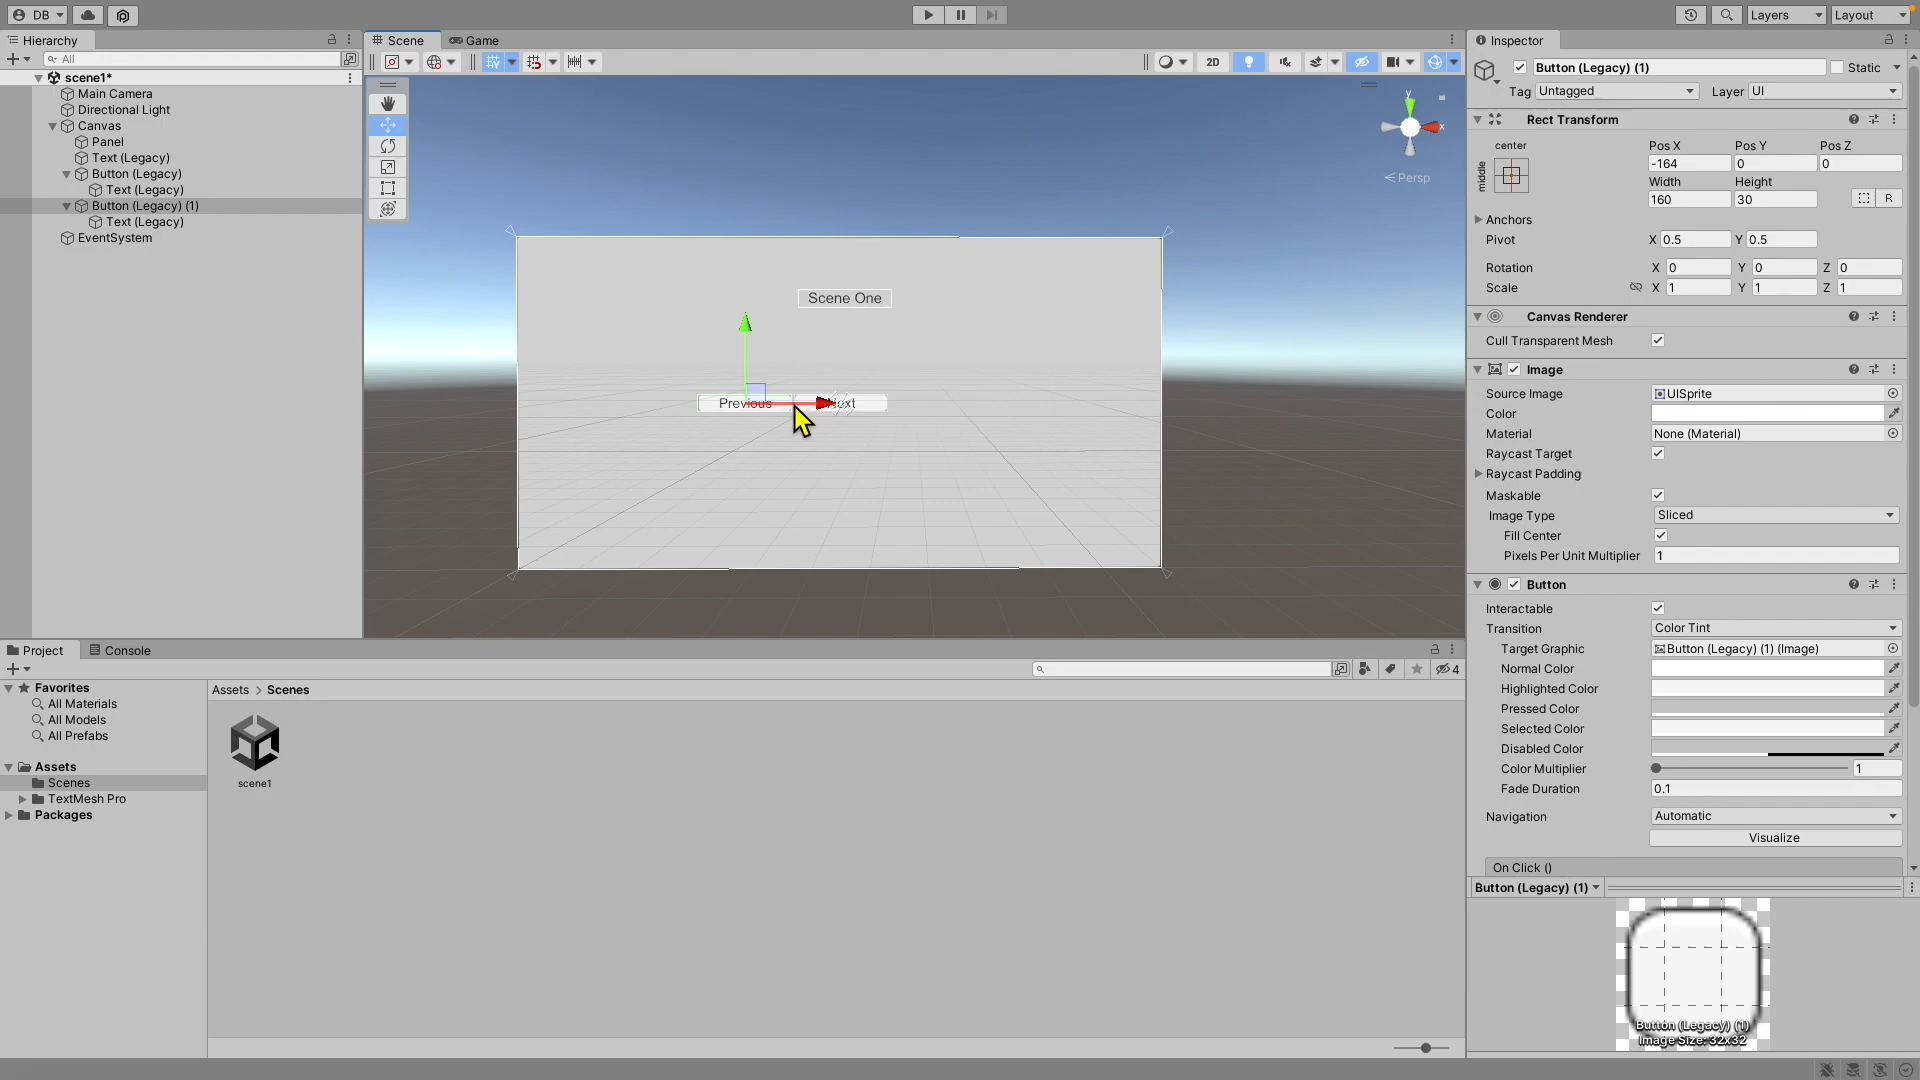 DB
Layers
Layout
Hierarchy
All
scene1*
Main Camera
Directional Light
Canvas
Panel
Text (Legacy)
Button (Legacy)
Text (Legacy)
Button (Legacy) (1)
Text (Legacy)
EventSystem
Scene
Game
2D
y
x
Persp
Scene One
Previous
Inspector
Button (Legacy) (1)
Static
Tag
Untagged
Layer
UI
Rect Transform
center
middle
Pos X
Pos Y
Pos Z
-164
0
0
Width
Height
160
30
R
Anchors
Pivot
X 0.5
Y 0.5
Rotation
X 0
Y 0
Z 0
Scale
X 1
Y 1
Z 1
Canvas Renderer
Cull Transparent Mesh
Image
Source Image
UISprite
Color
Material
None (Material)
Raycast Target
Raycast Padding
Maskable
Image Type
Sliced
Fill Center
Pixels Per Unit Multiplier
1
Button
Interactable
Transition
Color Tint
Target Graphic
Button (Legacy) (1) (Image)
Normal Color
Highlighted Color
Pressed Color
Selected Color
Disabled Color
Color Multiplier
1
Fade Duration
0.1
Navigation
Automatic
Visualize
On Click ()
Button (Legacy) (1)
Button (Legacy) (1)
Image Size: 32x32
Project
Console
4
Favorites
All Materials
All Models
All Prefabs
Assets
Scenes
TextMesh Pro
Packages
Assets > Scenes
scene1